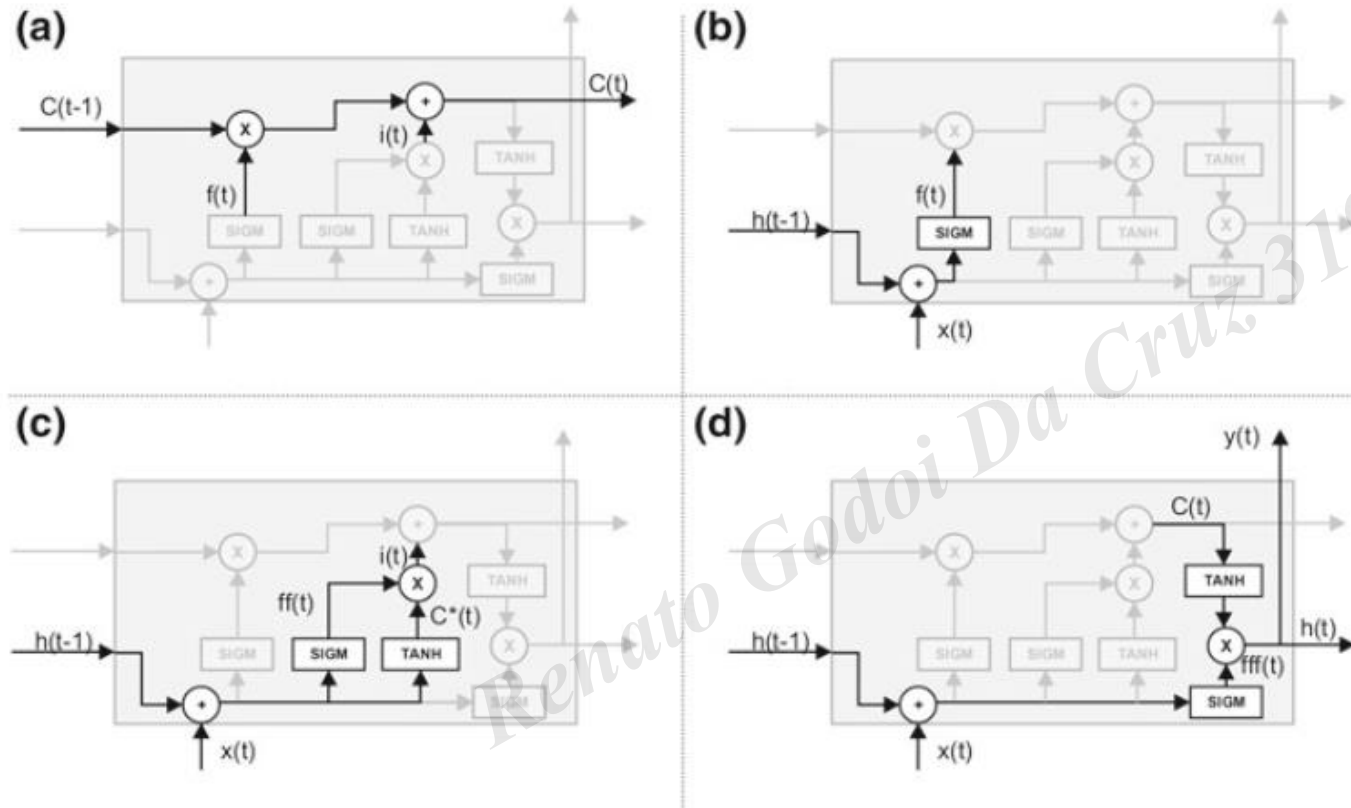 (a)
C(t-1)
C(t)
X
+
i(t)
X
TANH
f(t)
SIGM
SIGM
TANH
X
+
SIGM
(b)
X
+
X
TANH
f(t)
h(t-1)
SIGM
SIGM
TANH
X
+
SIGM
x(t)
(c)
X
+
i(t)
X
TANH
ff(t)
C*(t)
h(t-1)
SIGM
SIGM
TANH
X
+
SIGM
x(t)
(d)
y(t)
C(t)
X
+
X
TANH
h(t-1)
SIGM
SIGM
TANH
X
h(t)
fff(t)
+
SIGM
x(t)
Renato Godoi Da Cruz 31